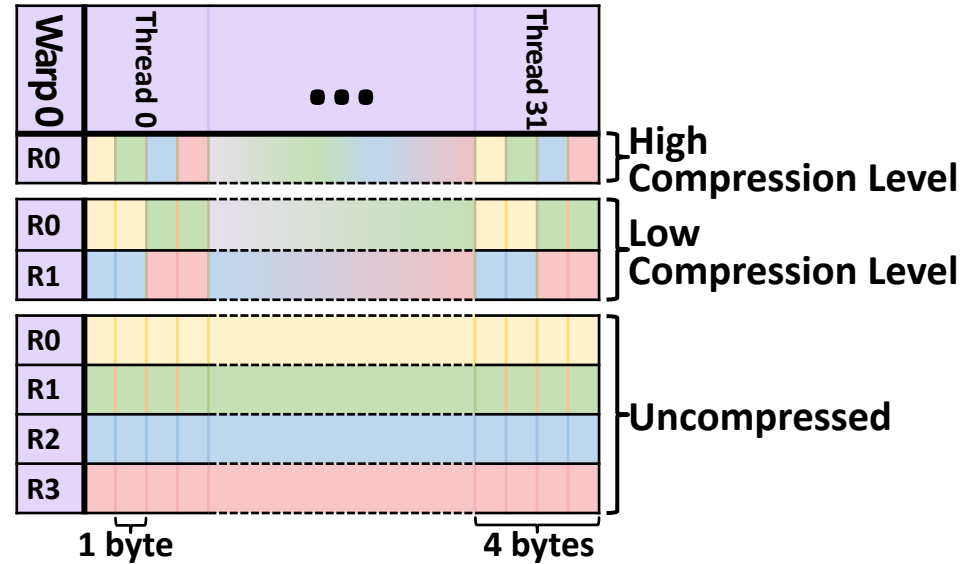 Warp 0
Thread 0
•••
Thread 31
R0
High
Compression Level
R0
R1
Low
Compression Level
R0
R1
R2
R3
Uncompressed
1 byte
4 bytes